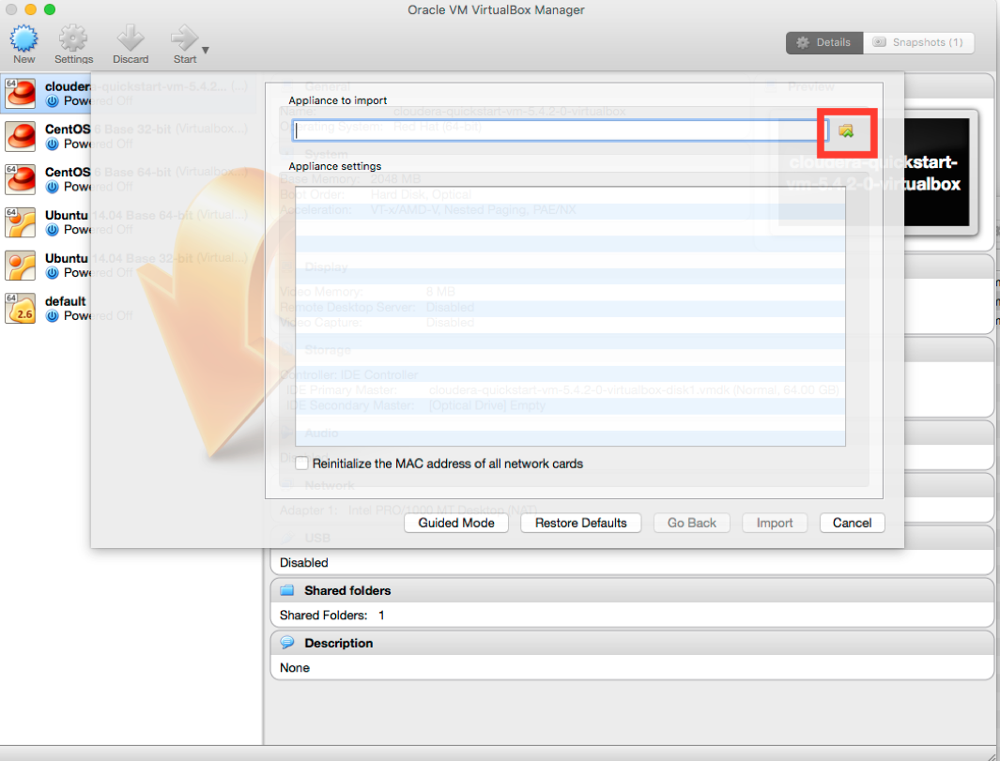 Oracle VM VirtualBox Manager
New
Settings
Discard
Start
Details
Snapshots (1)
64
cloudera-quickstart-vm-5.4.2... (...)
Powered Off
CentOS 6 Base 32-bit (Virtualbox...)
Powered Off
64
CentOS 6 Base 64-bit (Virtualbox...)
Powered Off
64
Ubuntu 14.04 Base 64-bit (Virtual...)
Powered Off
Ubuntu 14.04 Base 32-bit (Virtual...)
Powered Off
64
2.6
default
Powered Off
General
Preview
Appliance to import
Name: cloudera-quickstart-vm-5.4.2-0-virtualbox
Operating System: Red Hat (64-bit)
System
cloudera-quickstart-
vm-5.4.2-0-virtualbox
Appliance settings
Base Memory: 2048 MB
Boot Order: Hard Disk, Optical
Acceleration: VT-x/AMD-V, Nested Paging, PAE/NX
Display
Video Memory: 8 MB
Remote Desktop Server: Disabled
Video Capture: Disabled
Storage
Controller: IDE Controller
IDE Primary Master: cloudera-quickstart-vm-5.4.2-0-virtualbox-disk1.vmdk (Normal, 64.00 GB)
IDE Secondary Master: [Optical Drive] Empty
Audio
Reinitialize the MAC address of all network cards
Network
Adapter 1: Intel PRO/1000 MT Desktop (NAT)
Guided Mode
Restore Defaults
Go Back
Import
Cancel
USB
Disabled
Shared folders
Shared Folders: 1
Description
None